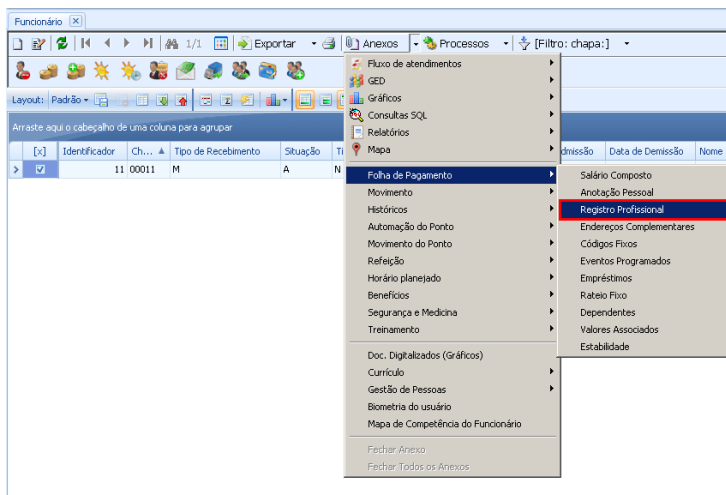 Funcionário
1/1 Exportar Anexos Processos [Filtro: chapa:]
Layout: Padrão
Arraste aqui o cabeçalho de uma coluna para agrupar
[x] Identificador Ch... Tipo de Recebimento Situação Ti dmissão Data de Demissão Nome
11 00011 M A N
Fluxo de atendimentos
GED
Gráficos
Consultas SQL
Relatórios
Mapa
Folha de Pagamento
Movimento
Históricos
Automação do Ponto
Movimento do Ponto
Refeição
Horário planejado
Benefícios
Segurança e Medicina
Treinamento
Doc. Digitalizados (Gráficos)
Currículo
Gestão de Pessoas
Biometria do usuário
Mapa de Competência do Funcionário
Fechar Anexo
Fechar Todos os Anexos
Salário Composto
Anotação Pessoal
Registro Profissional
Endereços Complementares
Códigos Fixos
Eventos Programados
Empréstimos
Rateio Fixo
Dependentes
Valores Associados
Estabilidade